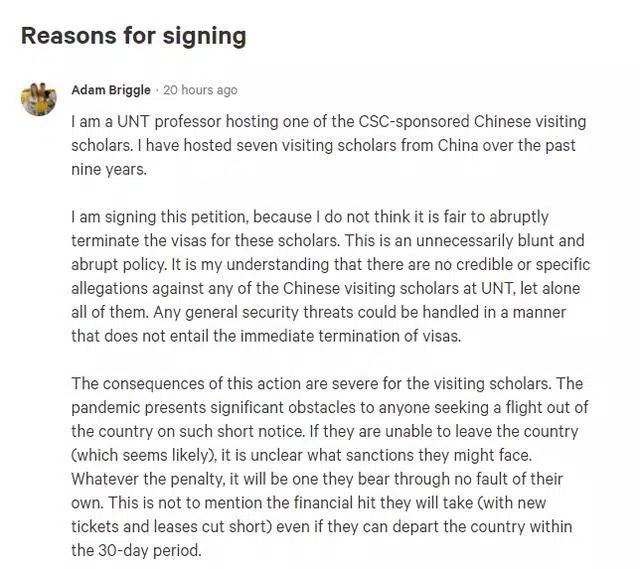 Reasons for signing
Adam Briggle · 20 hours ago
I am a UNT professor hosting one of the CSC-sponsored Chinese visiting
scholars. I have hosted seven visiting scholars from China over the past
nine years.
I am signing this petition, because I do not think it is fair to abruptly
terminate the visas for these scholars. This is an unnecessarily blunt and
abrupt policy. It is my understanding that there are no credible or specific
allegations against any of the Chinese visiting scholars at UNT, let alone
all of them. Any general security threats could be handled in a manner
that does not entail the immediate termination of visas.
The consequences of this action are severe for the visiting scholars. The
pandemic presents significant obstacles to anyone seeking a flight out of
the country on such short notice. If they are unable to leave the country
(which seems likely), it is unclear what sanctions they might face.
Whatever the penalty, it will be one they bear through no fault of their
own. This is not to mention the financial hit they will take (with new
tickets and leases cut short) even if they can depart the country within
the 30-day period.